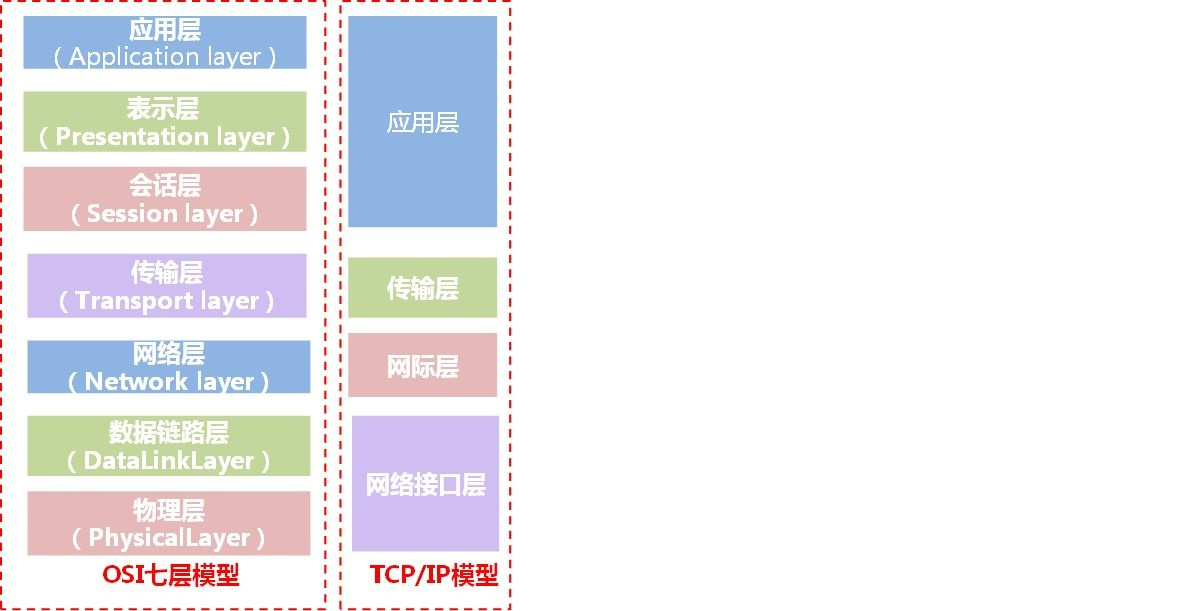 应用层
（Application layer）
表示层
（Presentation layer）
会话层
（Session layer）
传输层
（Transport layer）
网络层
（Network layer）
数据链路层
（DataLinkLayer）
物理层
（PhysicalLayer）
OSI七层模型
应用层
传输层
网际层
网络接口层
TCP/IP模型